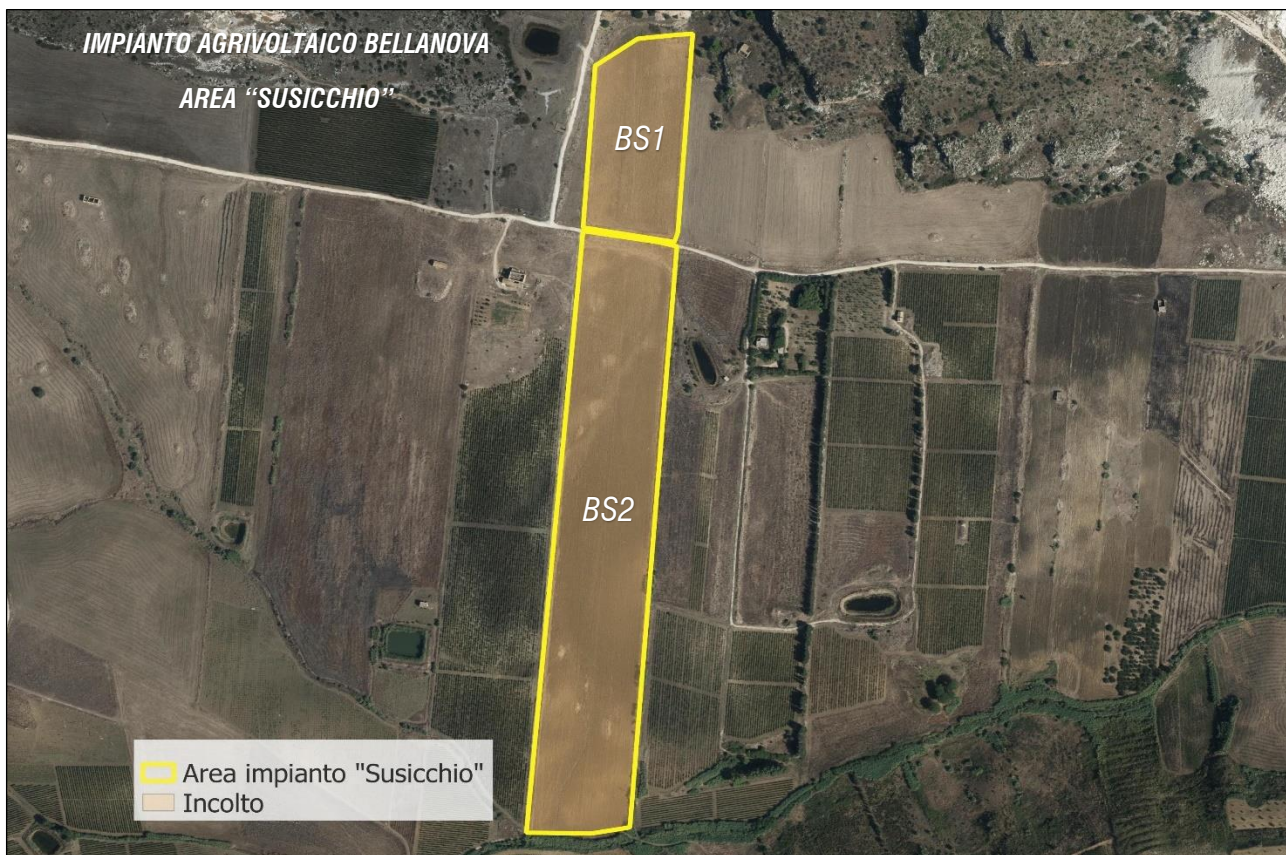 IMPIANTO AGRIVOLTAICO BELLANOVA
AREA “SUSICCHIO”
BS1
BS2
Area impianto "Susicchio"
Incolto